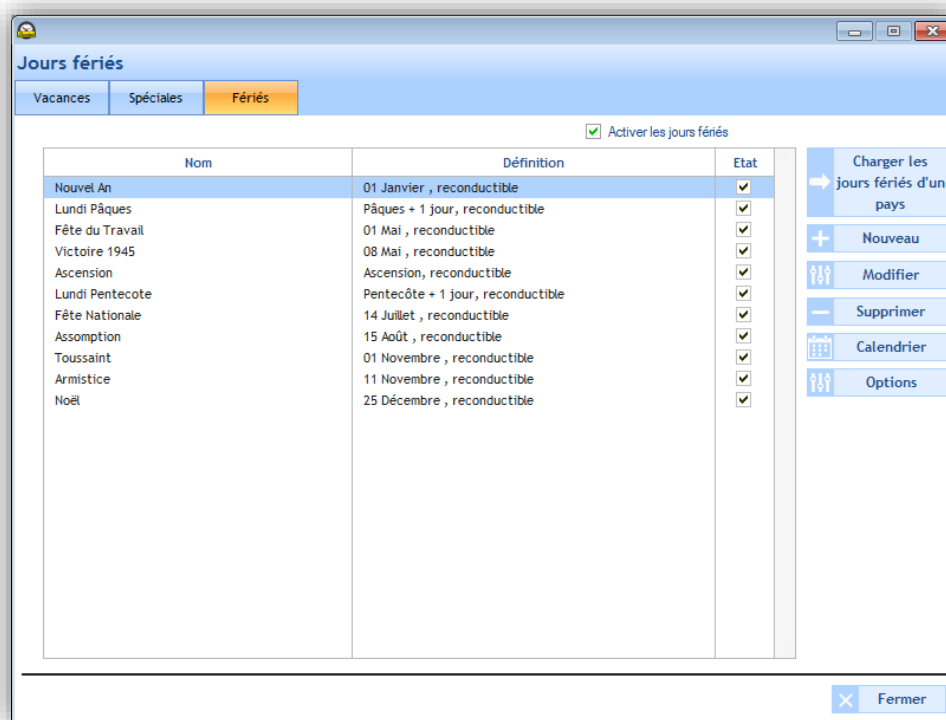 Jours fériés
Vacances Spéciales Fériés
Activer les jours fériés
Nom Définition Etat
Nouvel An 01 Janvier , reconductible
Lundi Pâques Pâques + 1 jour, reconductible
Fête du Travail 01 Mai , reconductible
Victoire 1945 08 Mai , reconductible
Ascension Ascension, reconductible
Lundi Pentecote Pentecôte + 1 jour, reconductible
Fête Nationale 14 Juillet , reconductible
Assomption 15 Août , reconductible
Toussaint 01 Novembre , reconductible
Armistice 11 Novembre , reconductible
Noël 25 Décembre , reconductible
Charger les
jours fériés d'un
pays
Nouveau
Modifier
Supprimer
Calendrier
Options
Fermer